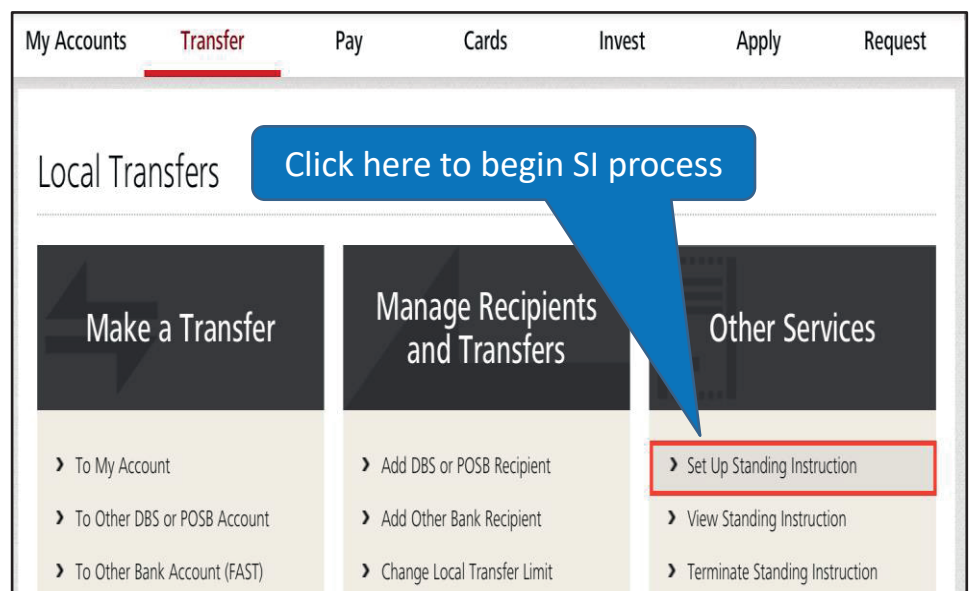 My Accounts Transfer Pay Cards Invest Apply Request
Local Transfers
Click here to begin SI process
Make a Transfer
Manage Recipients
and Transfers
Other Services
To My Account
To Other DBS or POSB Account
To Other Bank Account (FAST)
Add DBS or POSB Recipient
Add Other Bank Recipient
Change Local Transfer Limit
Set Up Standing Instruction
View Standing Instruction
Terminate Standing Instruction